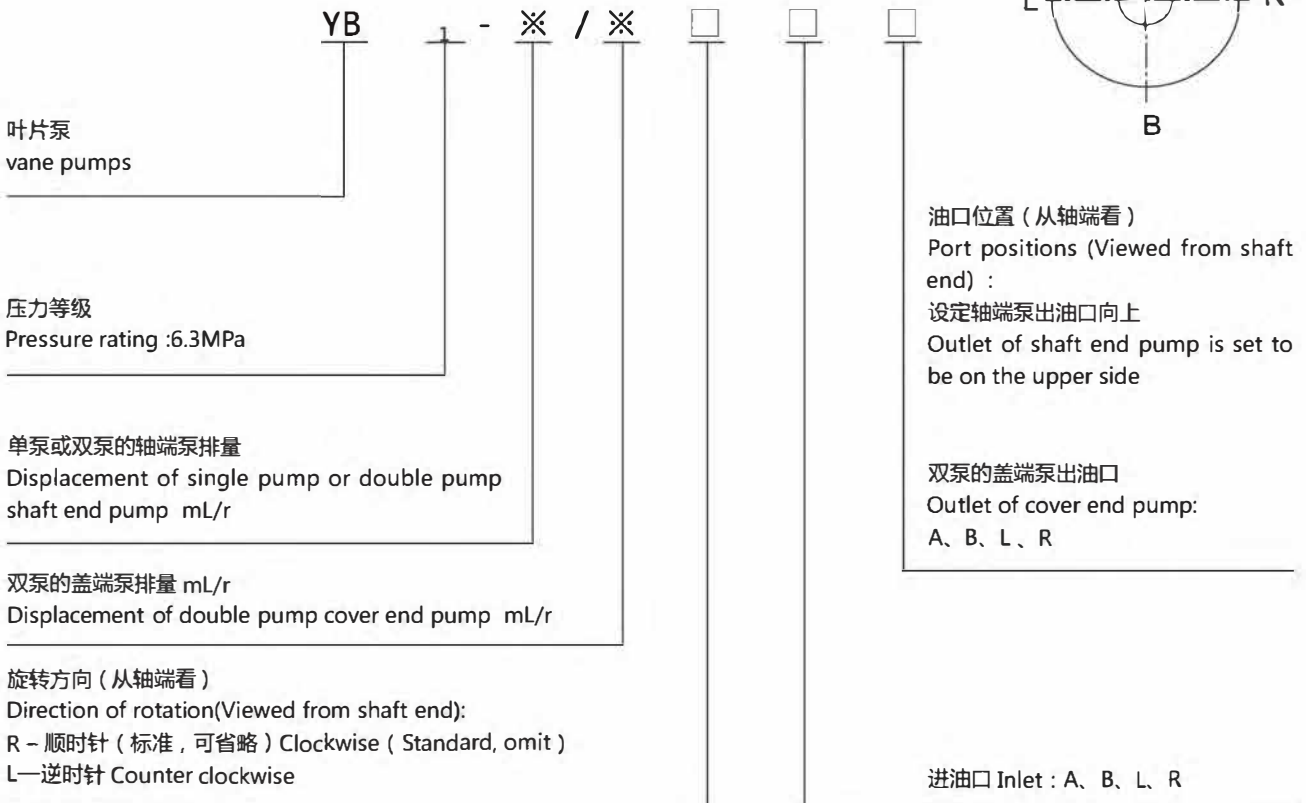 YB 1 - ※ / ※ □ □ □
L R
B
叶片泵
vane pumps
压力等级
Pressure rating :6.3MPa
单泵或双泵的轴端泵排量
Displacement of single pump or double pump
shaft end pump mL/r
双泵的盖端泵排量 mL/r
Displacement of double pump cover end pump mL/r
旋转方向 ( 从轴端看 )
Direction of rotation(Viewed from shaft end):
R – 顺时针 ( 标准 , 可省略 ) Clockwise ( Standard, omit )
L—逆时针 Counter clockwise
油口位置 ( 从轴端看 )
Port positions (Viewed from shaft
end) :
设定轴端泵出油口向上
Outlet of shaft end pump is set to
be on the upper side
双泵的盖端泵出油口
Outlet of cover end pump:
A、B、L、R
进油口 Inlet : A、B、L、R